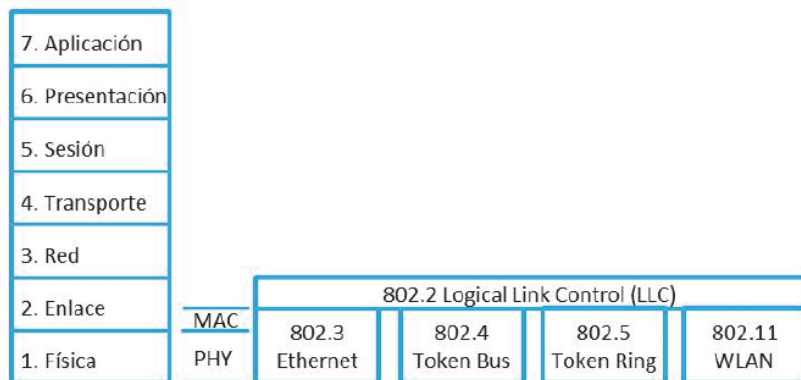 7. Aplicación
6. Presentación
5. Sesión
4. Transporte
3. Red
2. Enlace
1. Física
MAC
PHY
802.2 Logical Link Control (LLC)
802.3
Ethernet
802.4
Token Bus
802.5
Token Ring
802.11
WLAN